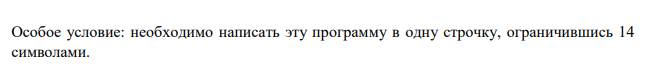 Особое условие: необходимо написать эту программу в одну строчку, ограничившись 14
символами.